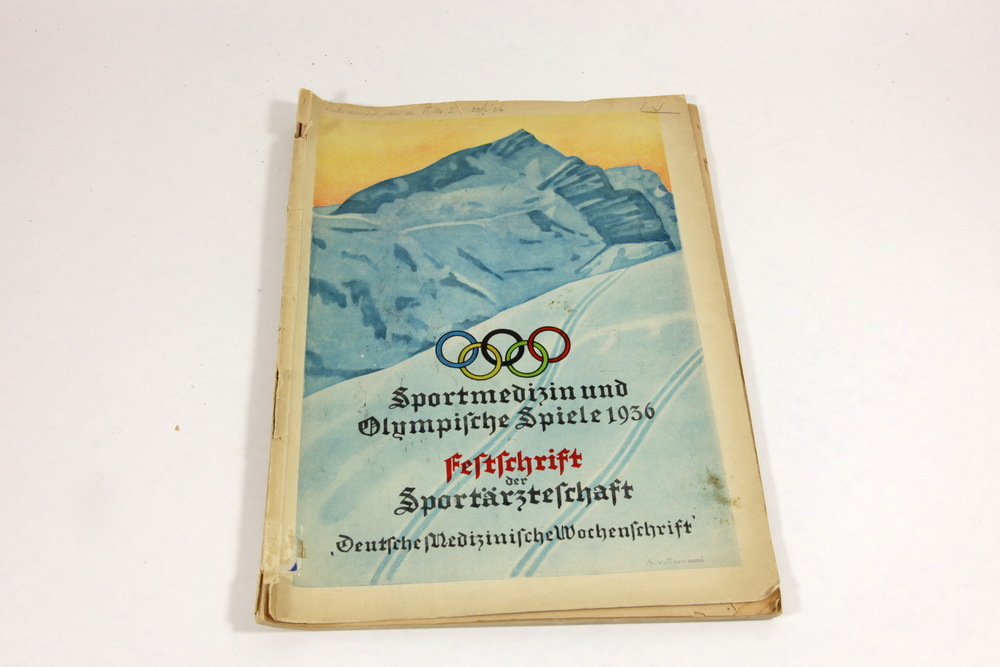 Sportmedizin und
Olympische Spiele 1936
Festschrift
der
Sportärzteschaft
'Deutsche Medizinische Wochenschrift'